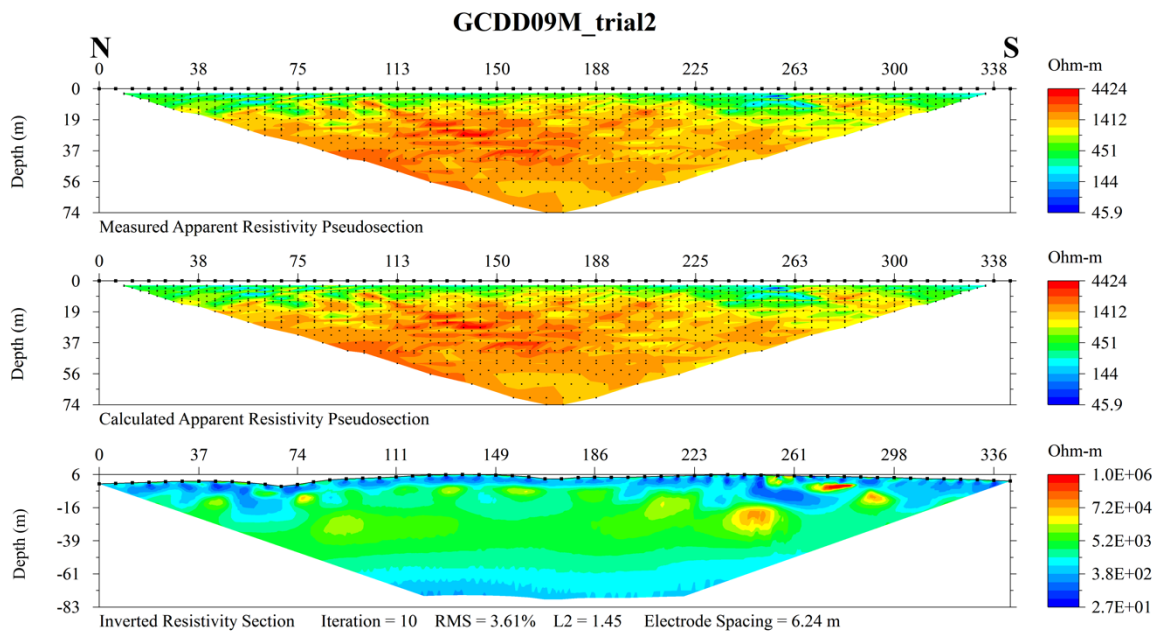 GCDD09M_trial2
N S
0 38 75 113 150 188 225 263 300 338
Ohm-m
Depth (m)
0
19
37
56
74
4424
1412
451
144
45.9
Measured Apparent Resistivity Pseudosection
0 38 75 113 150 188 225 263 300 338
Ohm-m
Depth (m)
0
19
37
56
74
4424
1412
451
144
45.9
Calculated Apparent Resistivity Pseudosection
0 37 74 111 149 186 223 261 298 336
Ohm-m
Depth (m)
6
-16
-39
-61
-83
1.0E+06
7.2E+04
5.2E+03
3.8E+02
2.7E+01
Inverted Resistivity Section Iteration = 10 RMS = 3.61% L2 = 1.45 Electrode Spacing = 6.24 m